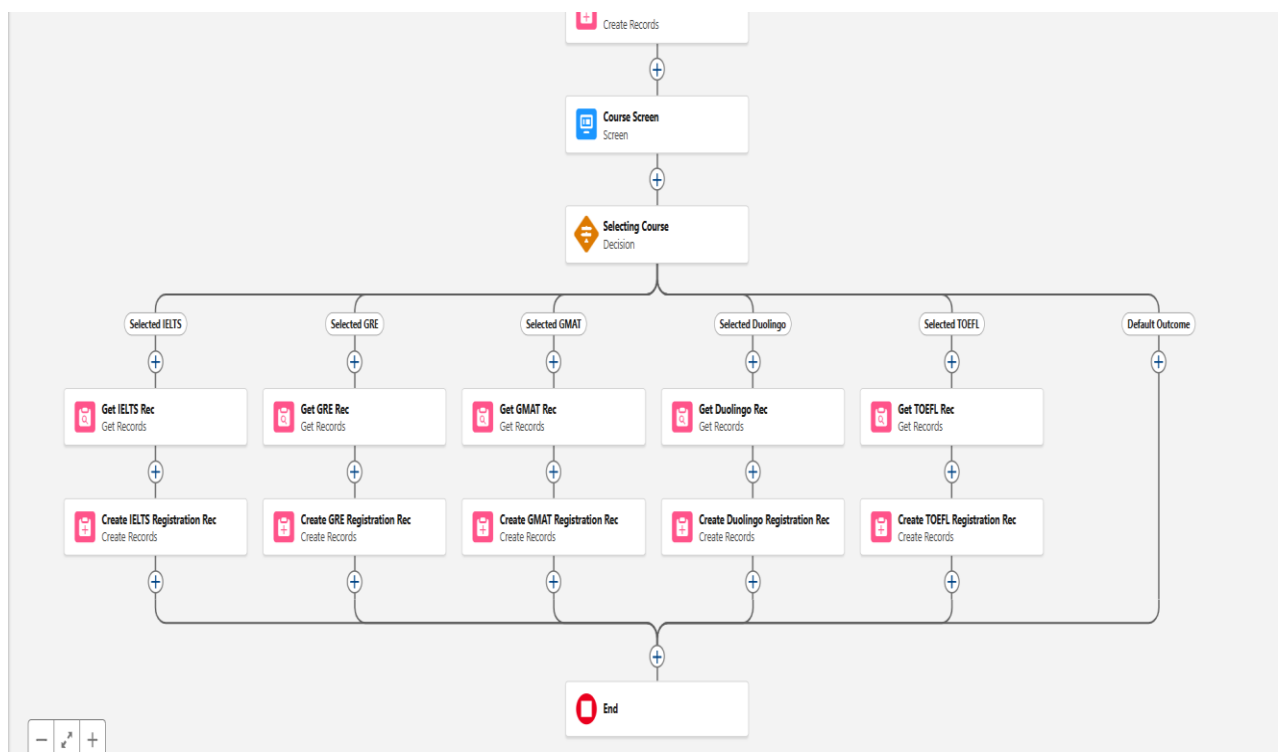 Create Records
Course Screen
Screen
Selecting Course
Decision
Selected IELTS
Selected GRE
Selected GMAT
Selected Duolingo
Selected TOEFL
Default Outcome
Get IELTS Rec
Get Records
Get GRE Rec
Get Records
Get GMAT Rec
Get Records
Get Duolingo Rec
Get Records
Get TOEFL Rec
Get Records
Create IELTS Registration Rec
Create Records
Create GRE Registration Rec
Create Records
Create GMAT Registration Rec
Create Records
Create Duolingo Registration Rec
Create Records
Create TOEFL Registration Rec
Create Records
End